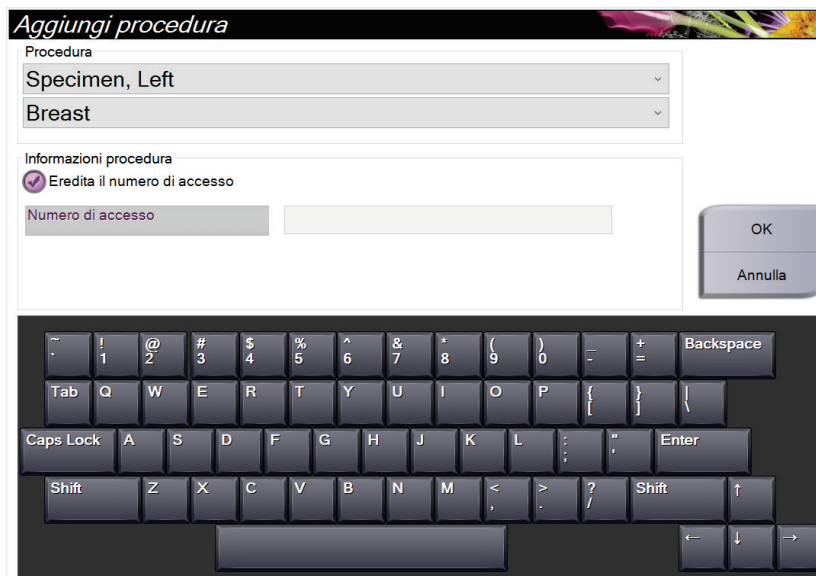 Aggiungi procedura
Procedura
Specimen, Left
Breast
Informazioni procedura
Eredita il numero di accesso
Numero di accesso
OK
Annulla
~ ! @ # $ % ^ & * ( ) _ + Backspace
` 1 2 3 4 5 6 7 8 9 0 - =
Tab Q W E R T Y U I O P { } |
[ ] \
Caps Lock A S D F G H J K L : " Enter
; '
Shift Z X C V B N M < > ? Shift ↑
, . /
← ↓ →